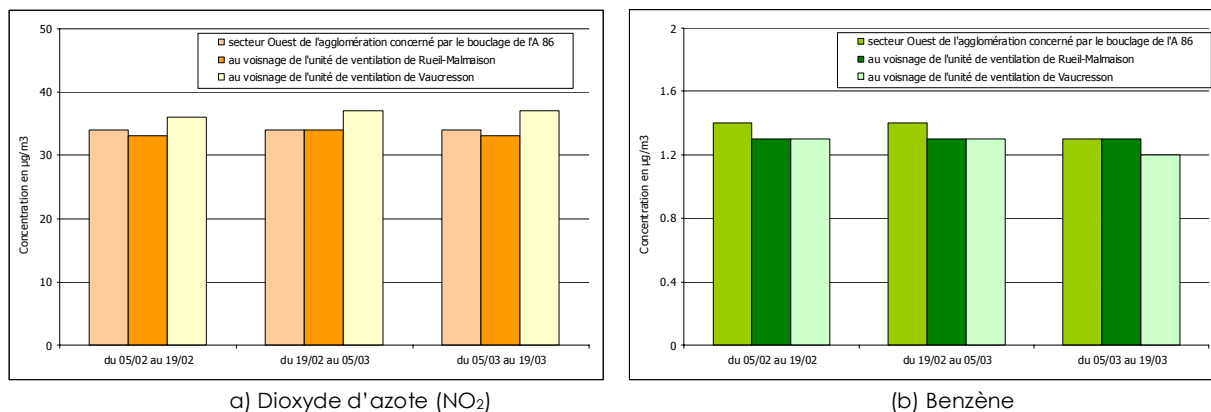 50
40
30
20
10
0
Concentration en µg/m3
secteur Ouest de l'agglomération concerné par le bouclage de l'A 86
au voisnage de l'unité de ventilation de Rueil-Malmaison
au voisnage de l'unité de ventilation de Vaucresson
du 05/02 au 19/02
du 19/02 au 05/03
du 05/03 au 19/03
a) Dioxyde d’azote (NO₂)
2
1.6
1.2
0.8
0.4
0
Concentration en µg/m3
secteur Ouest de l'agglomération concerné par le bouclage de l'A 86
au voisnage de l'unité de ventilation de Rueil-Malmaison
au voisnage de l'unité de ventilation de Vaucresson
du 05/02 au 19/02
du 19/02 au 05/03
du 05/03 au 19/03
(b) Benzène